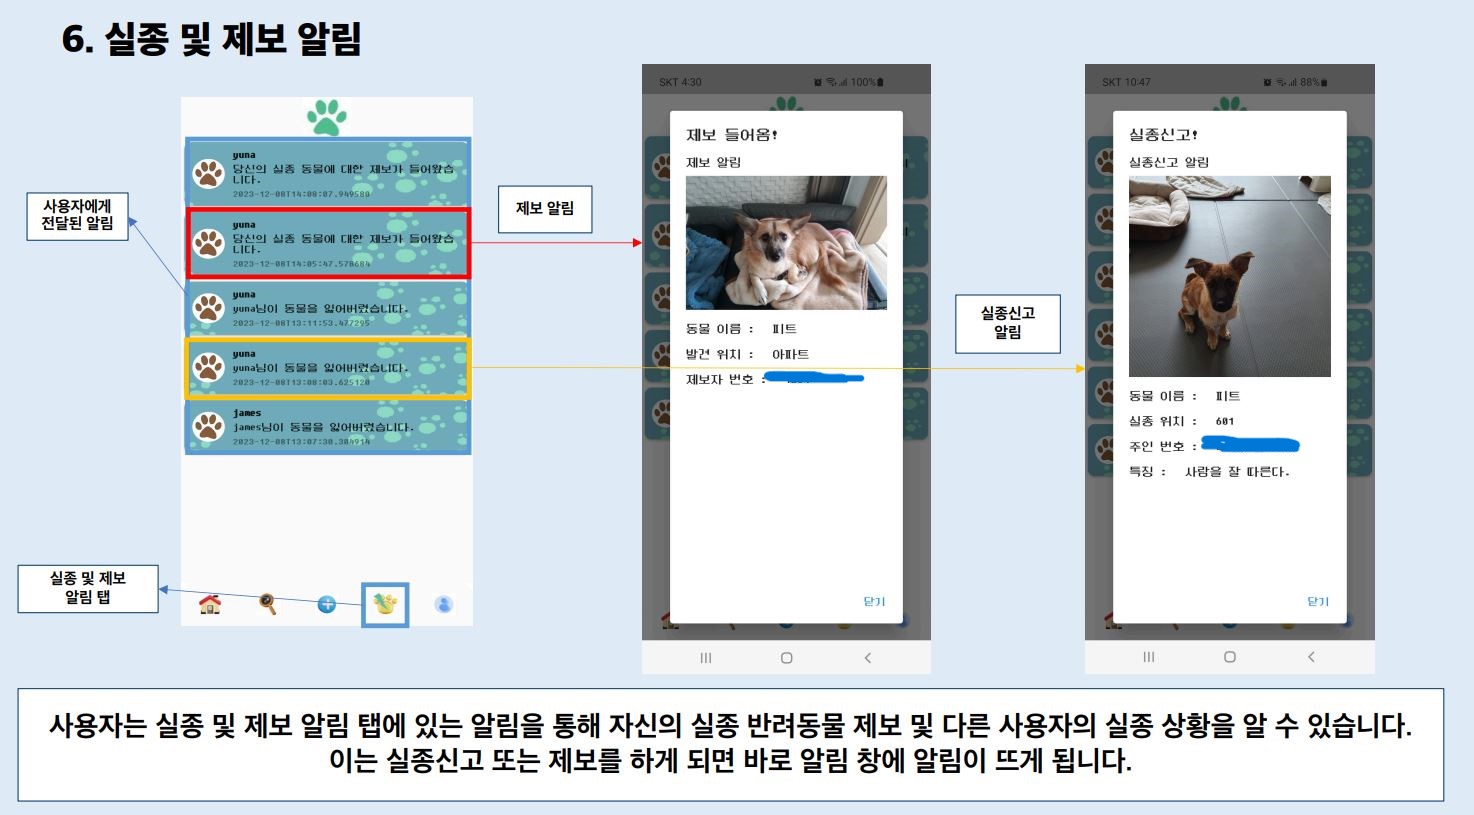 6. 실종 및 제보 알림
사용자에게
전달된 알림
yuna
당신의 실종 동물에 대한 제보가 들어왔습
니다.
2023-12-08T14:08:07.949580
yuna
당신의 실종 동물에 대한 제보가 들어왔습
니다.
2023-12-08T14:05:47.578684
yuna
yuna님이 동물을 잃어버렸습니다.
2023-12-08T13:11:53.477295
yuna
yuna님이 동물을 잃어버렸습니다.
2023-12-08T13:08:03.625120
james
james님이 동물을 잃어버렸습니다.
2023-12-08T13:07:30.304914
실종 및 제보
알림 탭
제보 알림
SKT 4:30 100%
제보 들어옴!
제보 알림
동물 이름 : 피트
발견 위치 : 아파트
제보자 번호 :
닫기
실종신고
알림
SKT 10:47 88%
실종신고!
실종신고 알림
동물 이름 : 피트
실종 위치 : 601
주인 번호 :
특징 : 사람을 잘 따른다.
닫기
사용자는 실종 및 제보 알림 탭에 있는 알림을 통해 자신의 실종 반려동물 제보 및 다른 사용자의 실종 상황을 알 수 있습니다.
이는 실종신고 또는 제보를 하게 되면 바로 알림 창에 알림이 뜨게 됩니다.